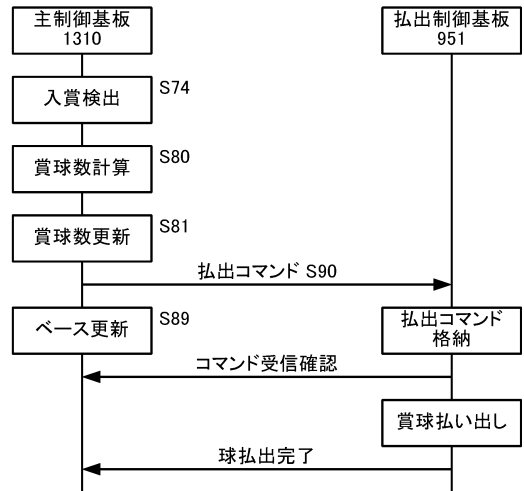 主制御基板
1310
払出制御基板
951
入賞検出
S74
賞球数計算
S80
賞球数更新
S81
払出コマンド S90
ベース更新
S89
払出コマンド
格納
コマンド受信確認
賞球払い出し
球払出完了